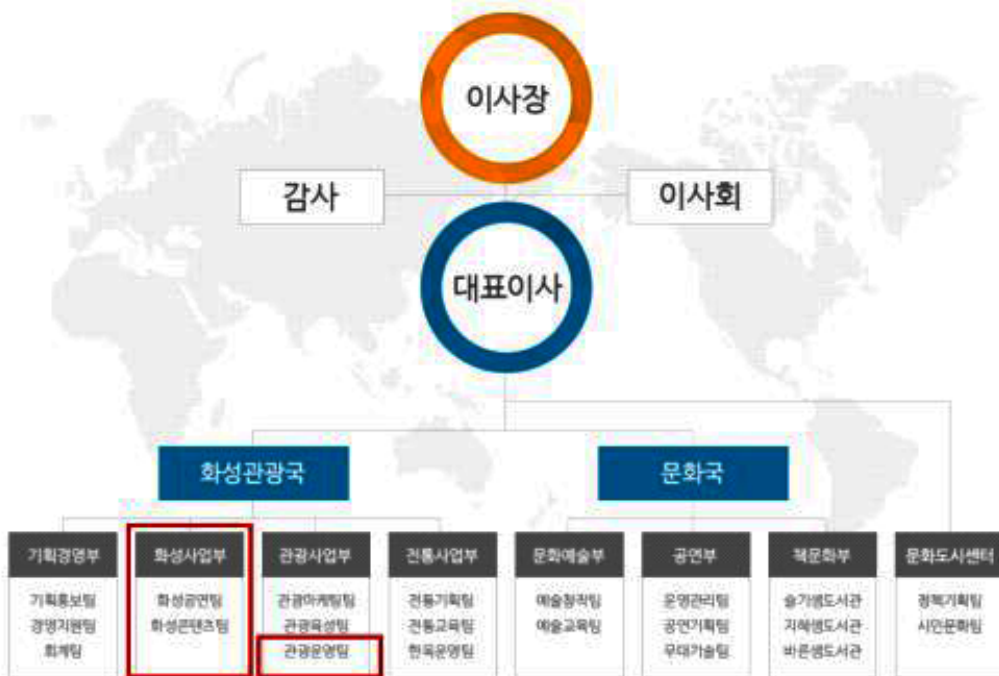 이사장
감사
이사회
대표이사
화성관광국
문화국
기획경영부
기획홍보팀
경영지원팀
회계팀
화성사업부
화성공연팀
화성콘텐츠팀
관광사업부
관광마케팅팀
관광육성팀
관광운영팀
전통사업부
전통기획팀
전통교육팀
한옥운영팀
문화예술부
예술창작팀
예술교육팀
공연부
운영관리팀
공연기획팀
무대기술팀
책문화부
슬기샘도서관
지혜샘도서관
바른샘도서관
문화도시센터
정책기획팀
시민문화팀